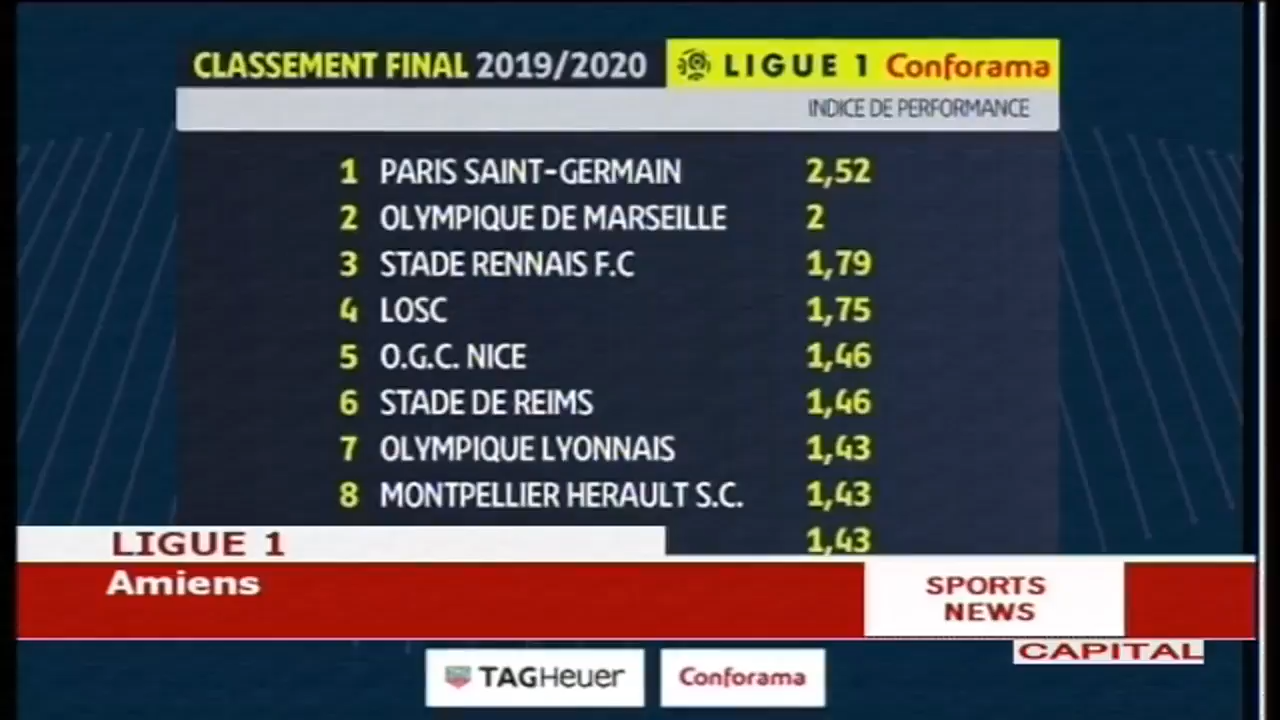 CLASSEMENT FINAL 2019/2020 LIGUE 1 Conforama
INDICE DE PERFORMANCE
1 PARIS SAINT-GERMAIN 2,52
2 OLYMPIQUE DE MARSEILLE 2
3 STADE RENNAIS F.C 1,79
4 LOSC 1,75
5 O.G.C. NICE 1,46
6 STADE DE REIMS 1,46
7 OLYMPIQUE LYONNAIS 1,43
8 MONTPELLIER HERAULT S.C. 1,43
1,43
LIGUE 1
Amiens
SPORTS
NEWS
CAPITAL
TAGHeuer Conforama